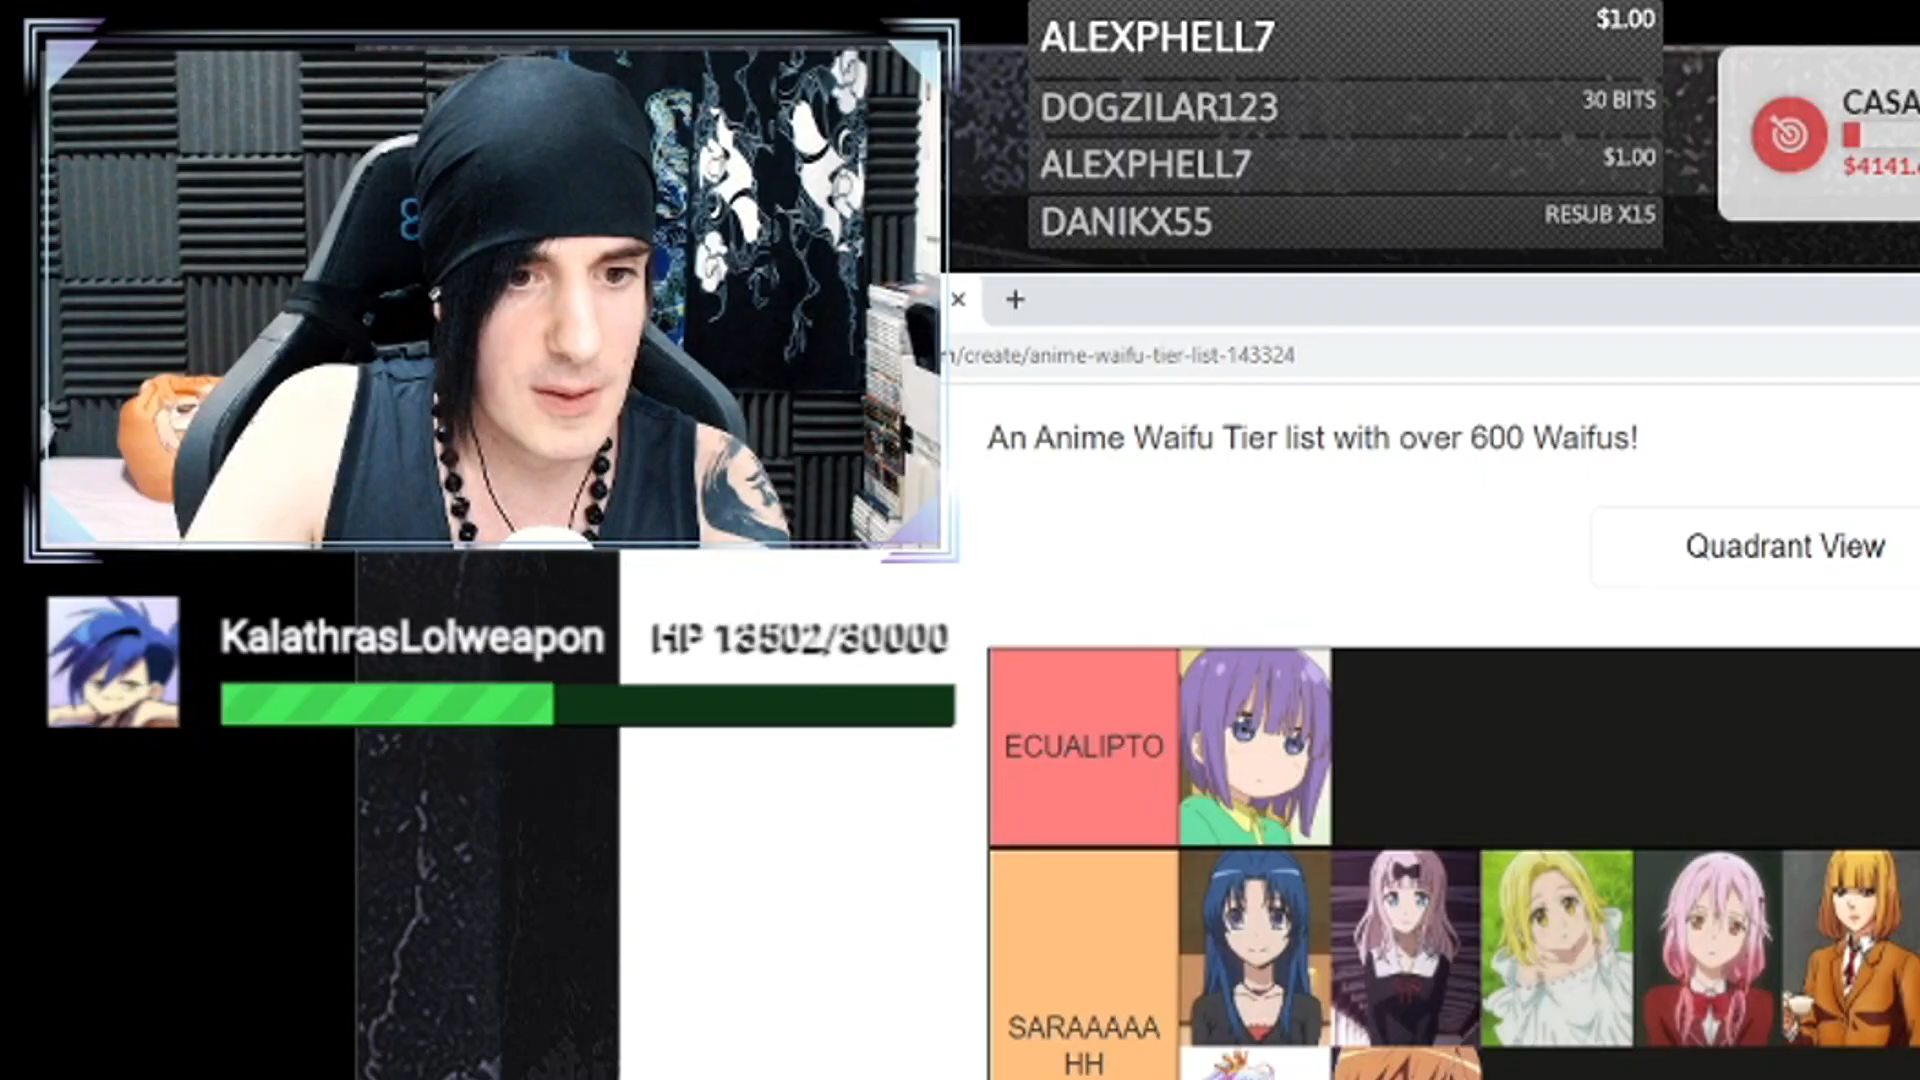 ALEXPHELL7 $1.00
DOGZILAR123 30 BITS
ALEXPHELL7 $1.00
DANIKX55 RESUB X15
CASA
$4141.
/create/anime-waifu-tier-list-143324
An Anime Waifu Tier list with over 600 Waifus!
Quadrant View
KalathrasLolweapon HP 13502/30000
ECUALIPTO
SARAAAAA
HH